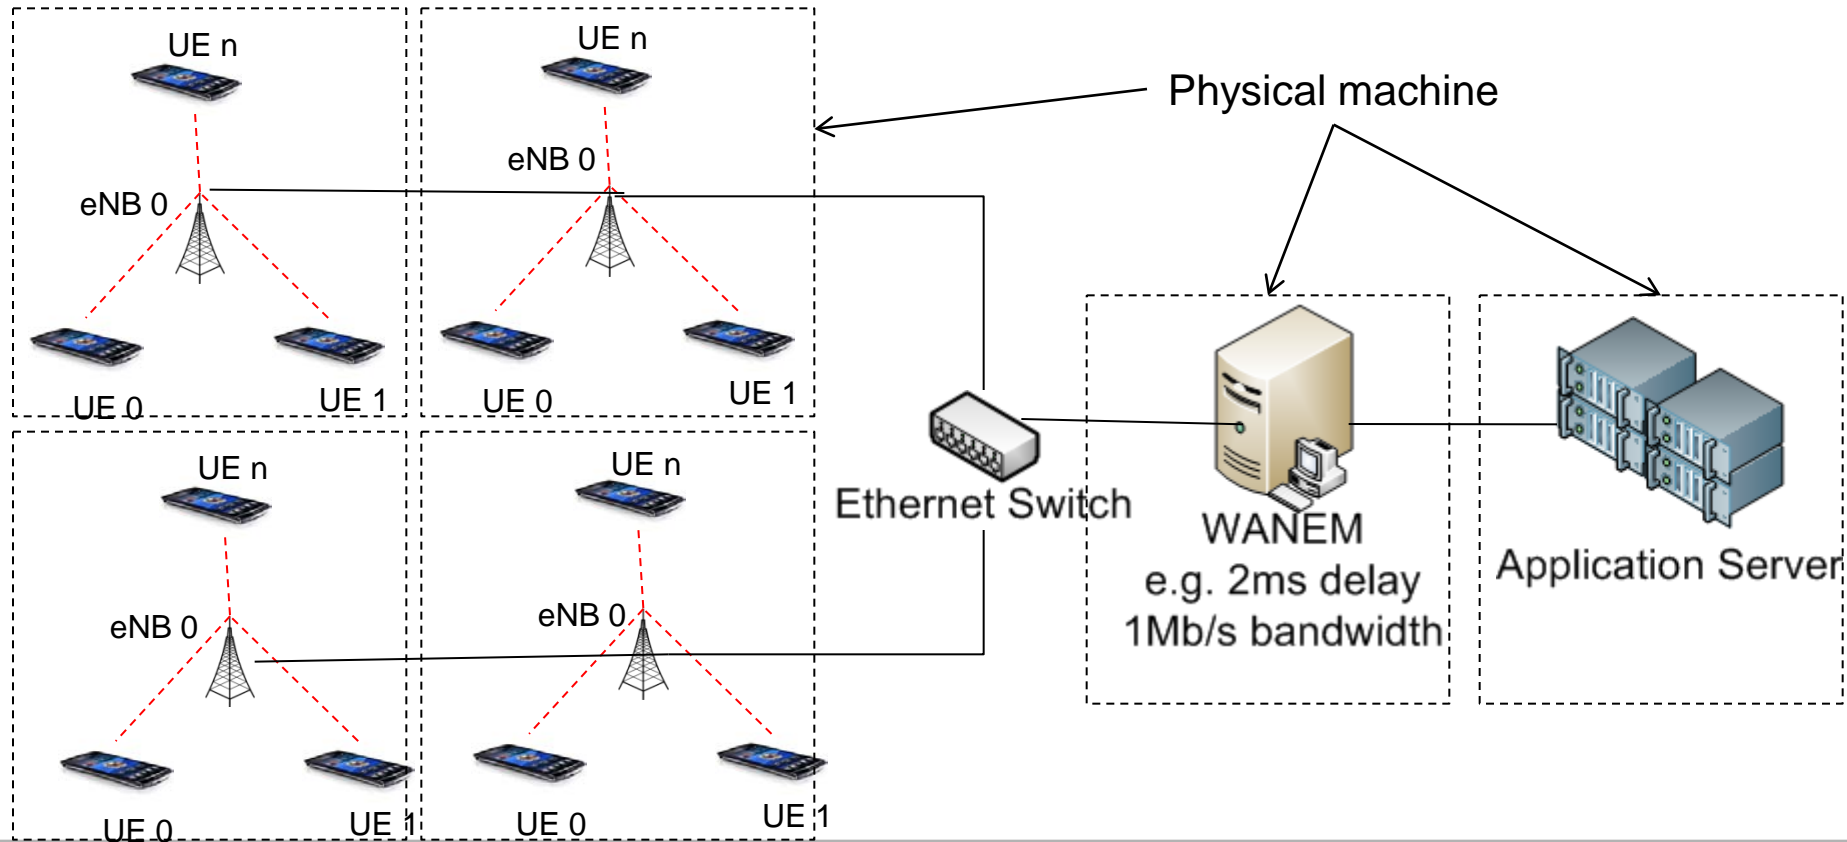 UE n
UE n
Physical machine
eNB 0
eNB 0
UE 0
UE 1
UE 0
UE 1
UE n
UE n
Ethernet Switch
WANEM
e.g. 2ms delay
1Mb/s bandwidth
Application Server
eNB 0
eNB 0
UE 0
UE 1
UE 0
UE 1